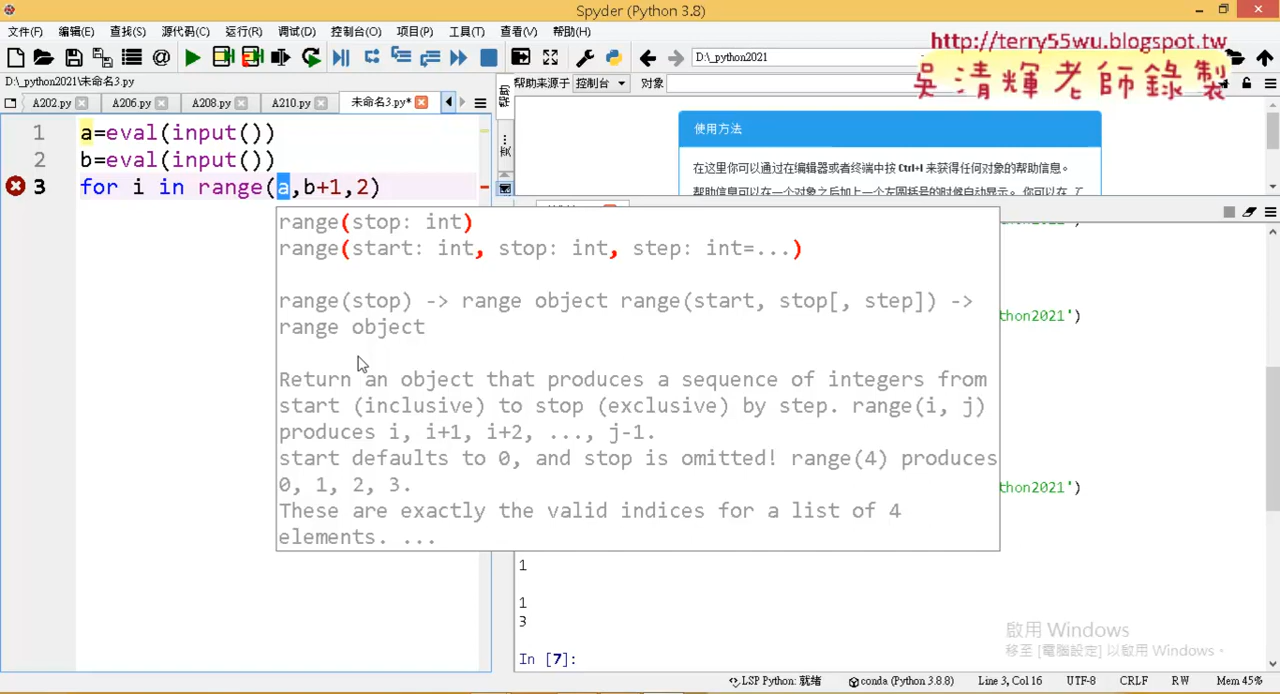 Spyder (Python 3.8)
文件(F) 编辑(E) 查找(S) 源代码(C) 运行(R) 调试(D) 控制台(O) 项目(P) 工具(T) 查看(V) 帮助(H)
http://terry55wu.blogspot.tw
D:\_python2021
吳清輝老師錄製
D:\_python2021\未命名3.py
帮助来源于 控制台 对象
A202.py A206.py A208.py A210.py 未命名3.py*
使用方法
1 a=eval(input())
2 b=eval(input())
3 for i in range(a,b+1,2)
在这里你可以通过在编辑器或者终端中按 Ctrl+I 来获得任何对象的帮助信息。
帮助信息可以在一个对象之后加上一个左圆括号的时候自动显示。你可以在 工
range(stop: int)
range(start: int, stop: int, step: int=...)
range(stop) -> range object range(start, stop[, step]) ->
range object
thon2021')
Return an object that produces a sequence of integers from
start (inclusive) to stop (exclusive) by step. range(i, j)
produces i, i+1, i+2, ..., j-1.
start defaults to 0, and stop is omitted! range(4) produces
0, 1, 2, 3.
thon2021')
These are exactly the valid indices for a list of 4
elements. ...
1
1
3
In [7]:
啟用 Windows
移至 [電腦設定] 以啟用 Windows。
LSP Python: 就绪 conda (Python 3.8.8) Line 3, Col 16 UTF-8 CRLF RW Mem 45%